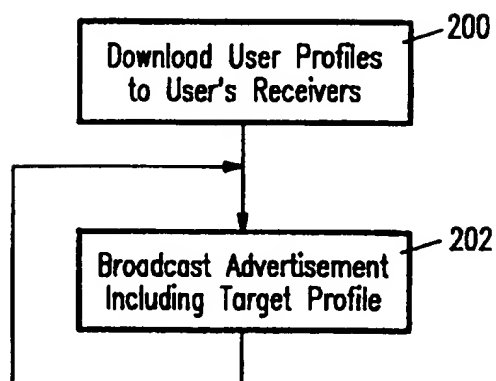 200
Download User Profiles
to User's Receivers
202
Broadcast Advertisement
Including Target Profile